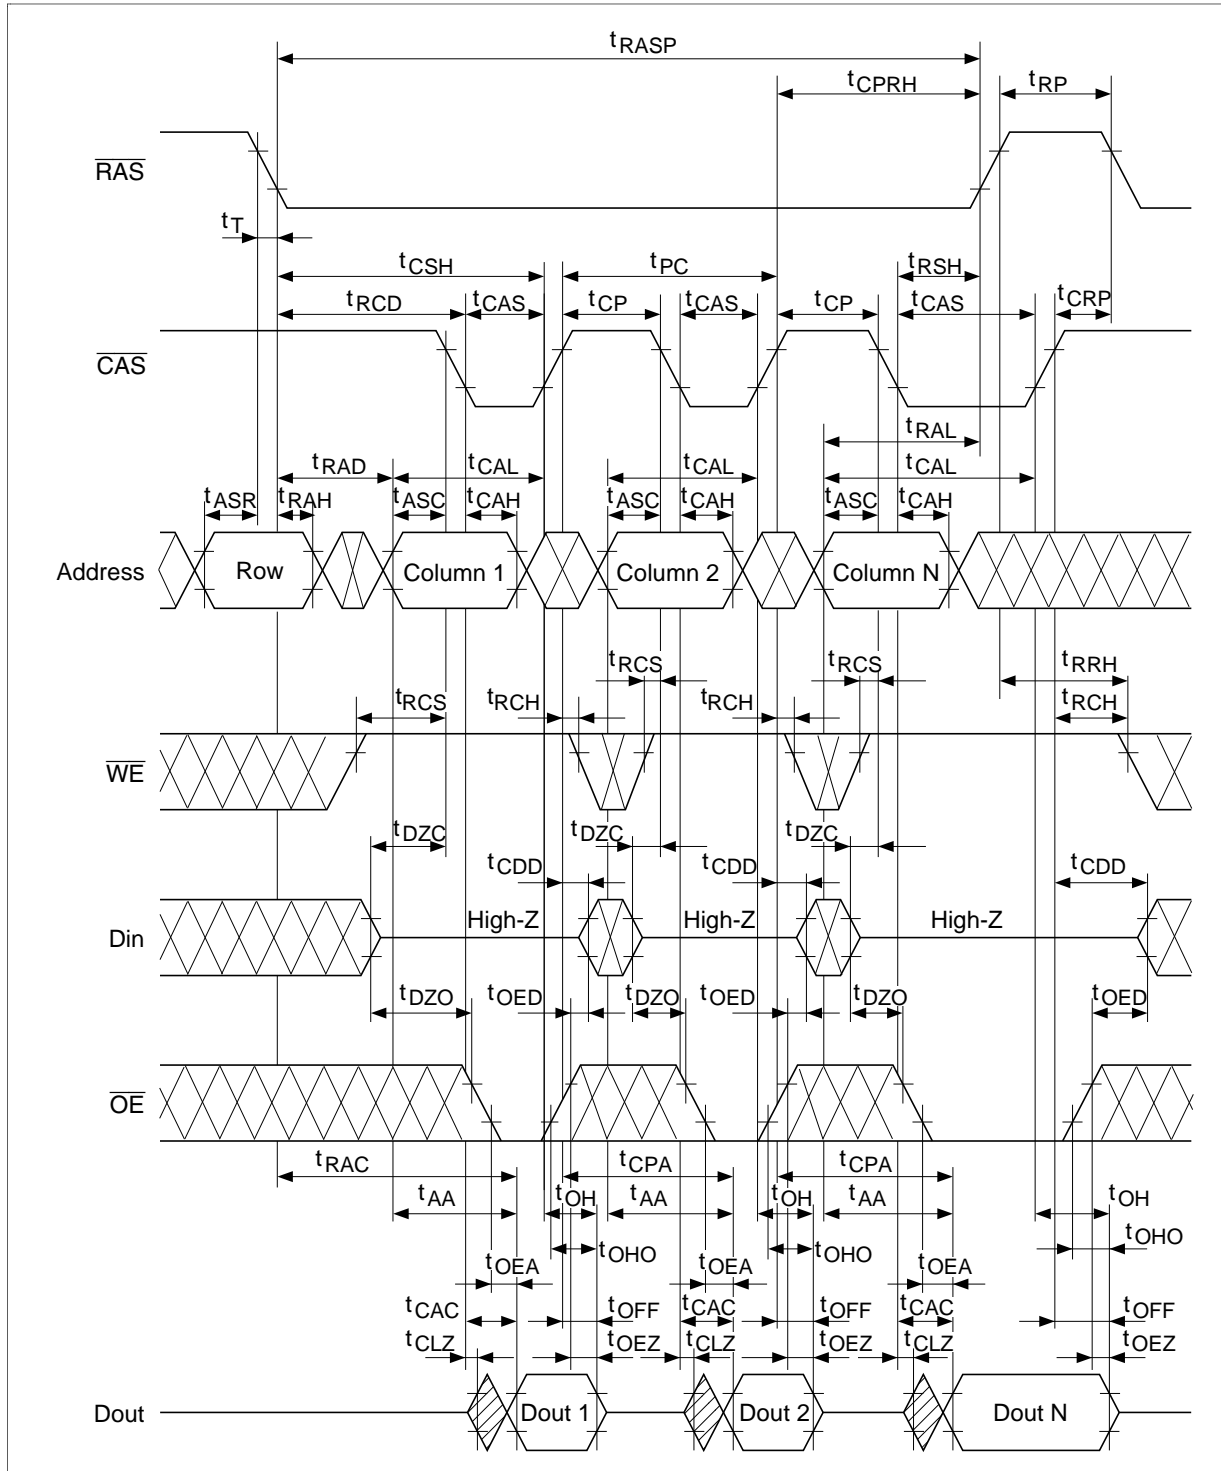 tRASP
tCPRH tRP
RAS
tT
tCSH tPC tRSH
tRCD tCAS tCP tCAS tCP tCAS tCRP
CAS
tRAL
tRAD tCAL tCAL tCAL
tASR tRAH tASC tCAH tASC tCAH tASC tCAH
Address Row Column 1 Column 2 Column N
tRCS tRCS tRRH
tRCS tRCH tRCH tRCH
WE
tDZC tDZC tDZC
tCDD tCDD tCDD
Din High-Z High-Z High-Z
tDZO tOED tDZO tOED tDZO tOED
OE
tRAC tCPA tCPA
tAA tOH tAA tOH tAA tOH
tOEA tOHO tOEA tOHO tOEA tOHO
tCAC tOFF tCAC tOFF tCAC tOFF
tCLZ tOEZ tCLZ tOEZ tCLZ tOEZ
Dout Dout 1 Dout 2 Dout N